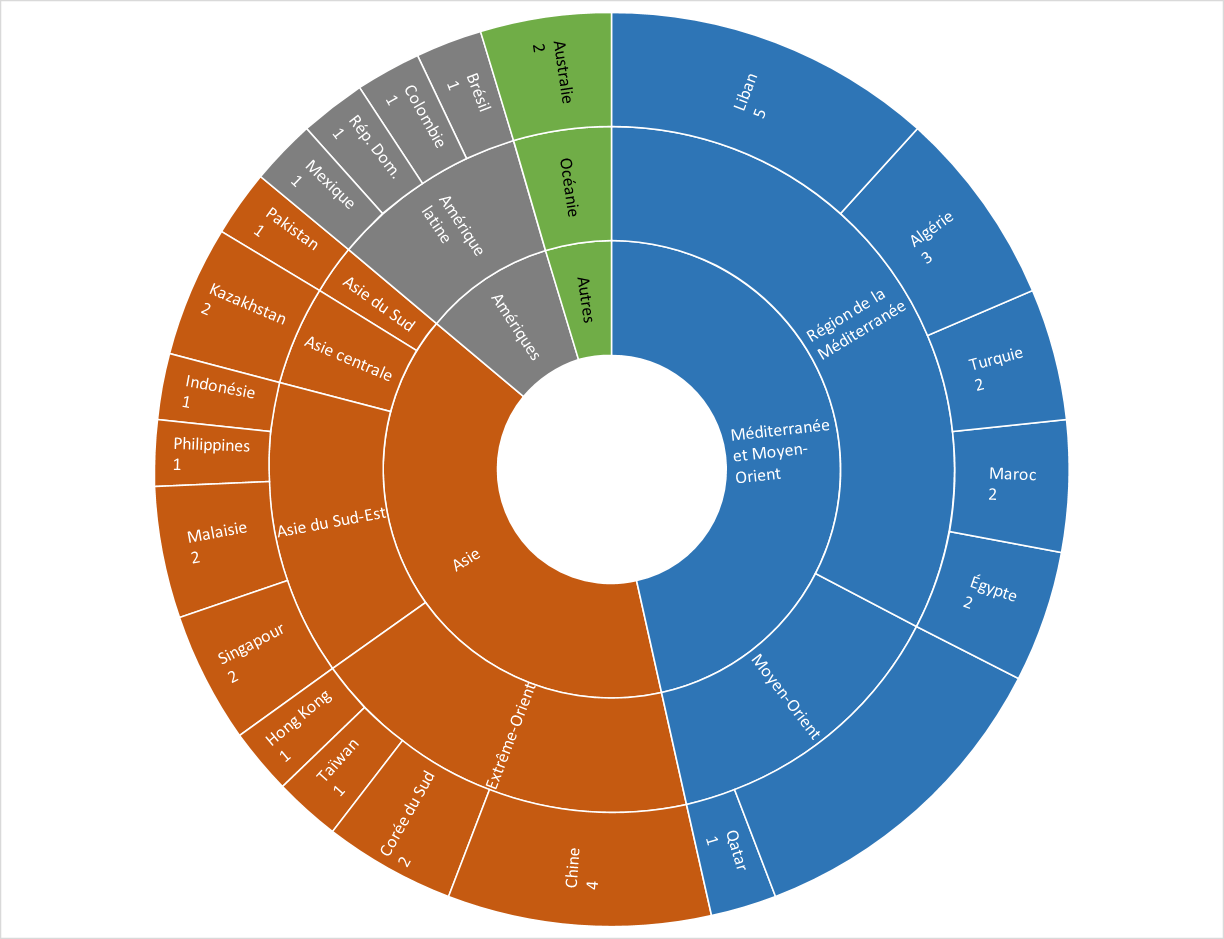 Liban
5
Algérie
3
Turquie
2
Maroc
2
Égypte
2
Qatar
1
Région de la
Méditerranée
Moyen-Orient
Méditerranée
et Moyen-
Orient
Chine
4
Corée du Sud
2
Taïwan
1
Hong Kong
1
Extrême-Orient
Singapour
2
Malaisie
2
Philippines
1
Indonésie
1
Asie du Sud-Est
Kazakhstan
2
Asie centrale
Pakistan
1
Asie du Sud
Asie
Mexique
1
Rép. Dom.
1
Colombie
1
Brésil
1
Amérique
latine
Amériques
Australie
2
Océanie
Autres